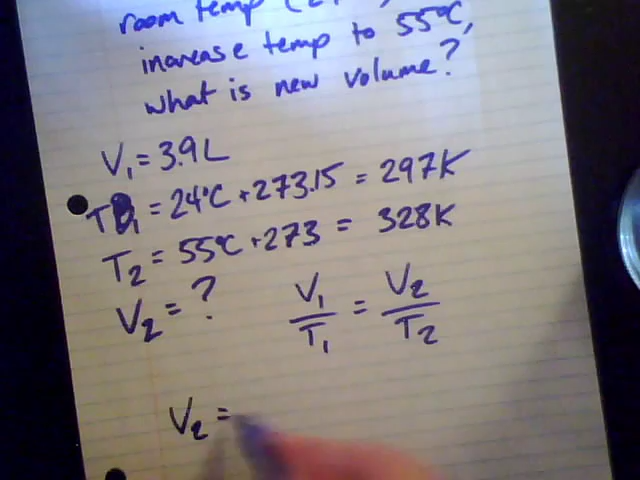 room temp
increase temp to 55°C,
what is new volume?
V₁ = 3.9L
T₁ = 24°C + 273.15 = 297K
T₂ = 55°C + 273 = 328K
V₂ = ?
V₁/T₁ = V₂/T₂
V₂ =